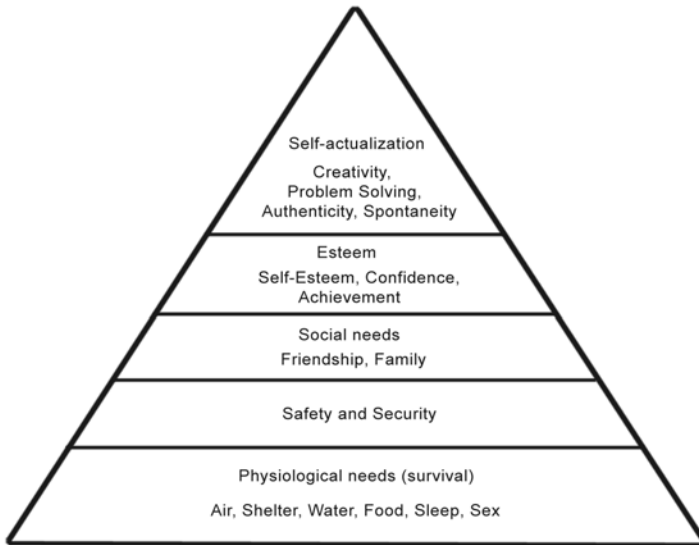 Self-actualization
Creativity,
Problem Solving,
Authenticity, Spontaneity
Esteem
Self-Esteem, Confidence,
Achievement
Social needs
Friendship, Family
Safety and Security
Physiological needs (survival)
Air, Shelter, Water, Food, Sleep, Sex